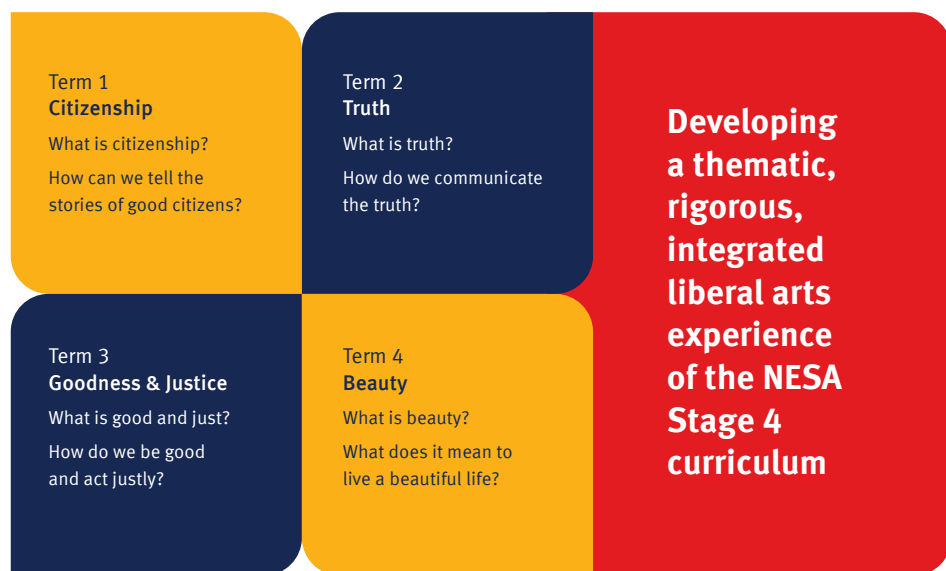 Term 1
Citizenship
What is citizenship?
How can we tell the
stories of good citizens?
Term 2
Truth
What is truth?
How do we communicate
the truth?
Term 3
Goodness & Justice
What is good and just?
How do we be good
and act justly?
Term 4
Beauty
What is beauty?
What does it mean to
live a beautiful life?
Developing
a thematic,
rigorous,
integrated
liberal arts
experience
of the NESA
Stage 4
curriculum